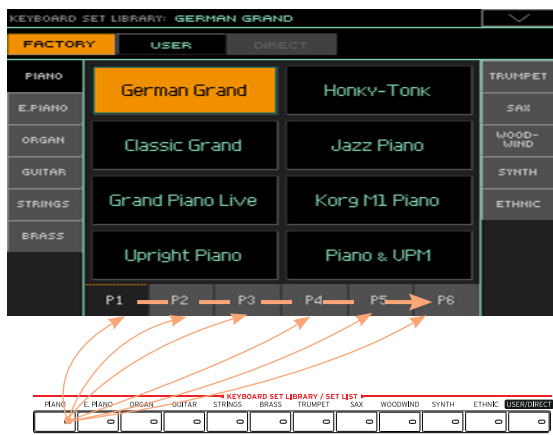 KEYBOARD SET LIBRARY: GERMAN GRAND
FACTORY USER DIRECT
PIANO
E.PIANO
ORGAN
GUITAR
STRINGS
BRASS
German Grand Honky-Tonk
Classic Grand Jazz Piano
Grand Piano Live Korg M1 Piano
Upright Piano Piano & UPM
TRUMPET
SAX
WOOD-
WIND
SYNTH
ETHNIC
P1 P2 P3 P4 P5 P6
KEYBOARD SET LIBRARY / SET LIST
PIANO E. PIANO ORGAN GUITAR STRINGS BRASS TRUMPET SAX WOODWIND SYNTH ETHNIC USER/DIRECT